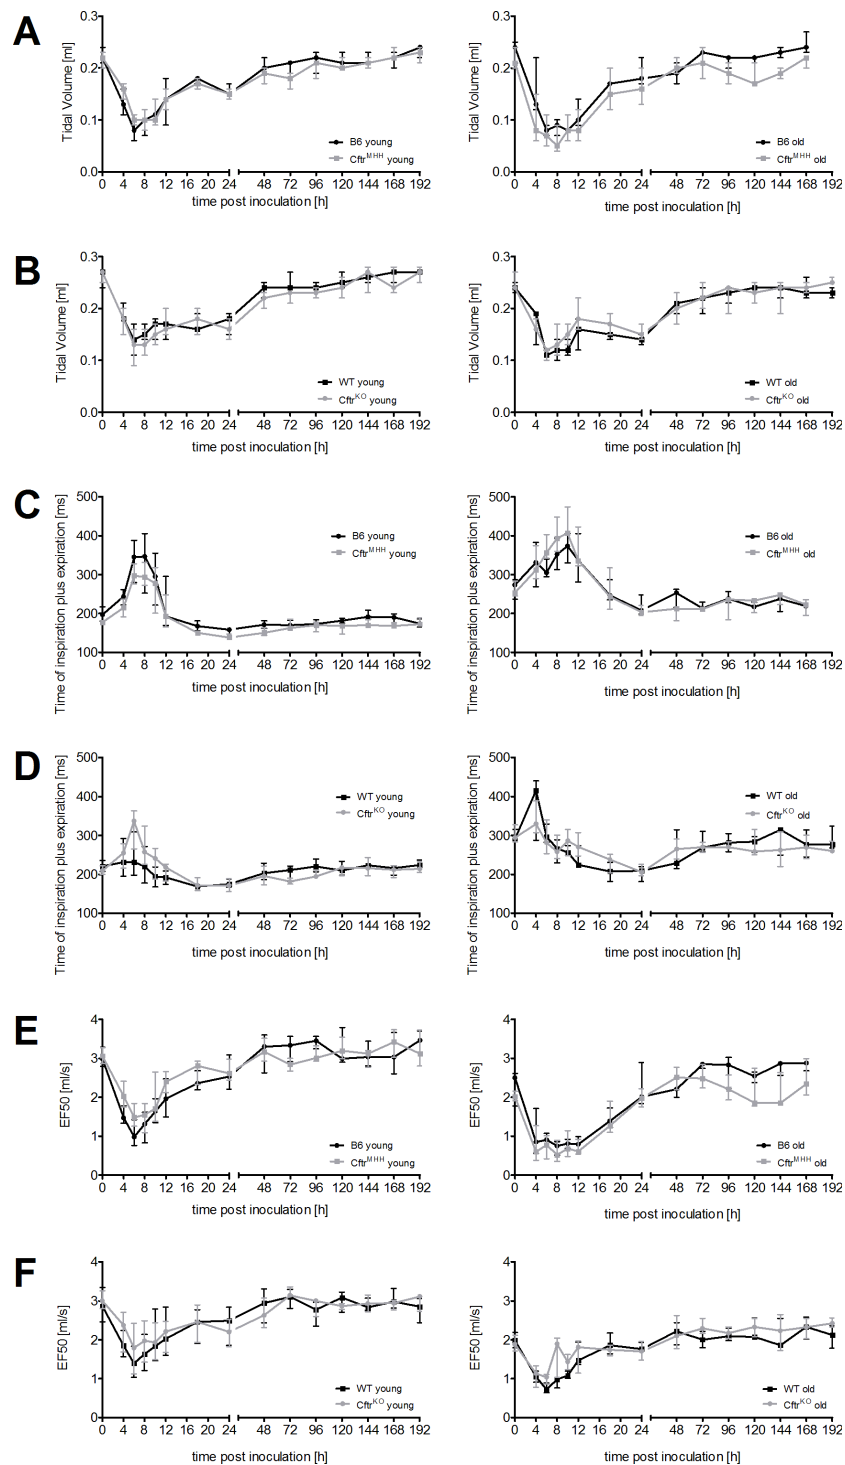 A
Tidal Volume [ml]
0.3
0.2
0.1
0.0
B6 young
Cftr^MHH young
0 4 8 12 16 20 24 48 72 96 120 144 168 192
time post inoculation [h]
Tidal Volume [ml]
0.3
0.2
0.1
0.0
B6 old
Cftr^MHH old
0 4 8 12 16 20 24 48 72 96 120 144 168 192
time post inoculation [h]
B
Tidal Volume [ml]
0.3
0.2
0.1
0.0
WT young
Cftr^KO young
0 4 8 12 16 20 24 48 72 96 120 144 168 192
time post inoculation [h]
Tidal Volume [ml]
0.3
0.2
0.1
0.0
WT old
Cftr^KO old
0 4 8 12 16 20 24 48 72 96 120 144 168 192
time post inoculation [h]
C
Time of inspiration plus expiration [ms]
500
400
300
200
100
B6 young
Cftr^MHH young
0 4 8 12 16 20 24 48 72 96 120 144 168 192
time post inoculation [h]
Time of inspiration plus expiration [ms]
500
400
300
200
100
B6 old
Cftr^MHH old
0 4 8 12 16 20 24 48 72 96 120 144 168 192
time post inoculation [h]
D
Time of inspiration plus expiration [ms]
500
400
300
200
100
WT young
Cftr^KO young
0 4 8 12 16 20 24 48 72 96 120 144 168 192
time post inoculation [h]
Time of inspiration plus expiration [ms]
500
400
300
200
100
WT old
Cftr^KO old
0 4 8 12 16 20 24 48 72 96 120 144 168 192
time post inoculation [h]
E
EF50 [ml/s]
4
3
2
1
0
B6 young
Cftr^MHH young
0 4 8 12 16 20 24 48 72 96 120 144 168 192
time post inoculation [h]
EF50 [ml/s]
4
3
2
1
0
B6 old
Cftr^MHH old
0 4 8 12 16 20 24 48 72 96 120 144 168 192
time post inoculation [h]
F
EF50 [ml/s]
4
3
2
1
0
WT young
Cftr^KO young
0 4 8 12 16 20 24 48 72 96 120 144 168 192
time post inoculation [h]
EF50 [ml/s]
4
3
2
1
0
WT old
Cftr^KO old
0 4 8 12 16 20 24 48 72 96 120 144 168 192
time post inoculation [h]